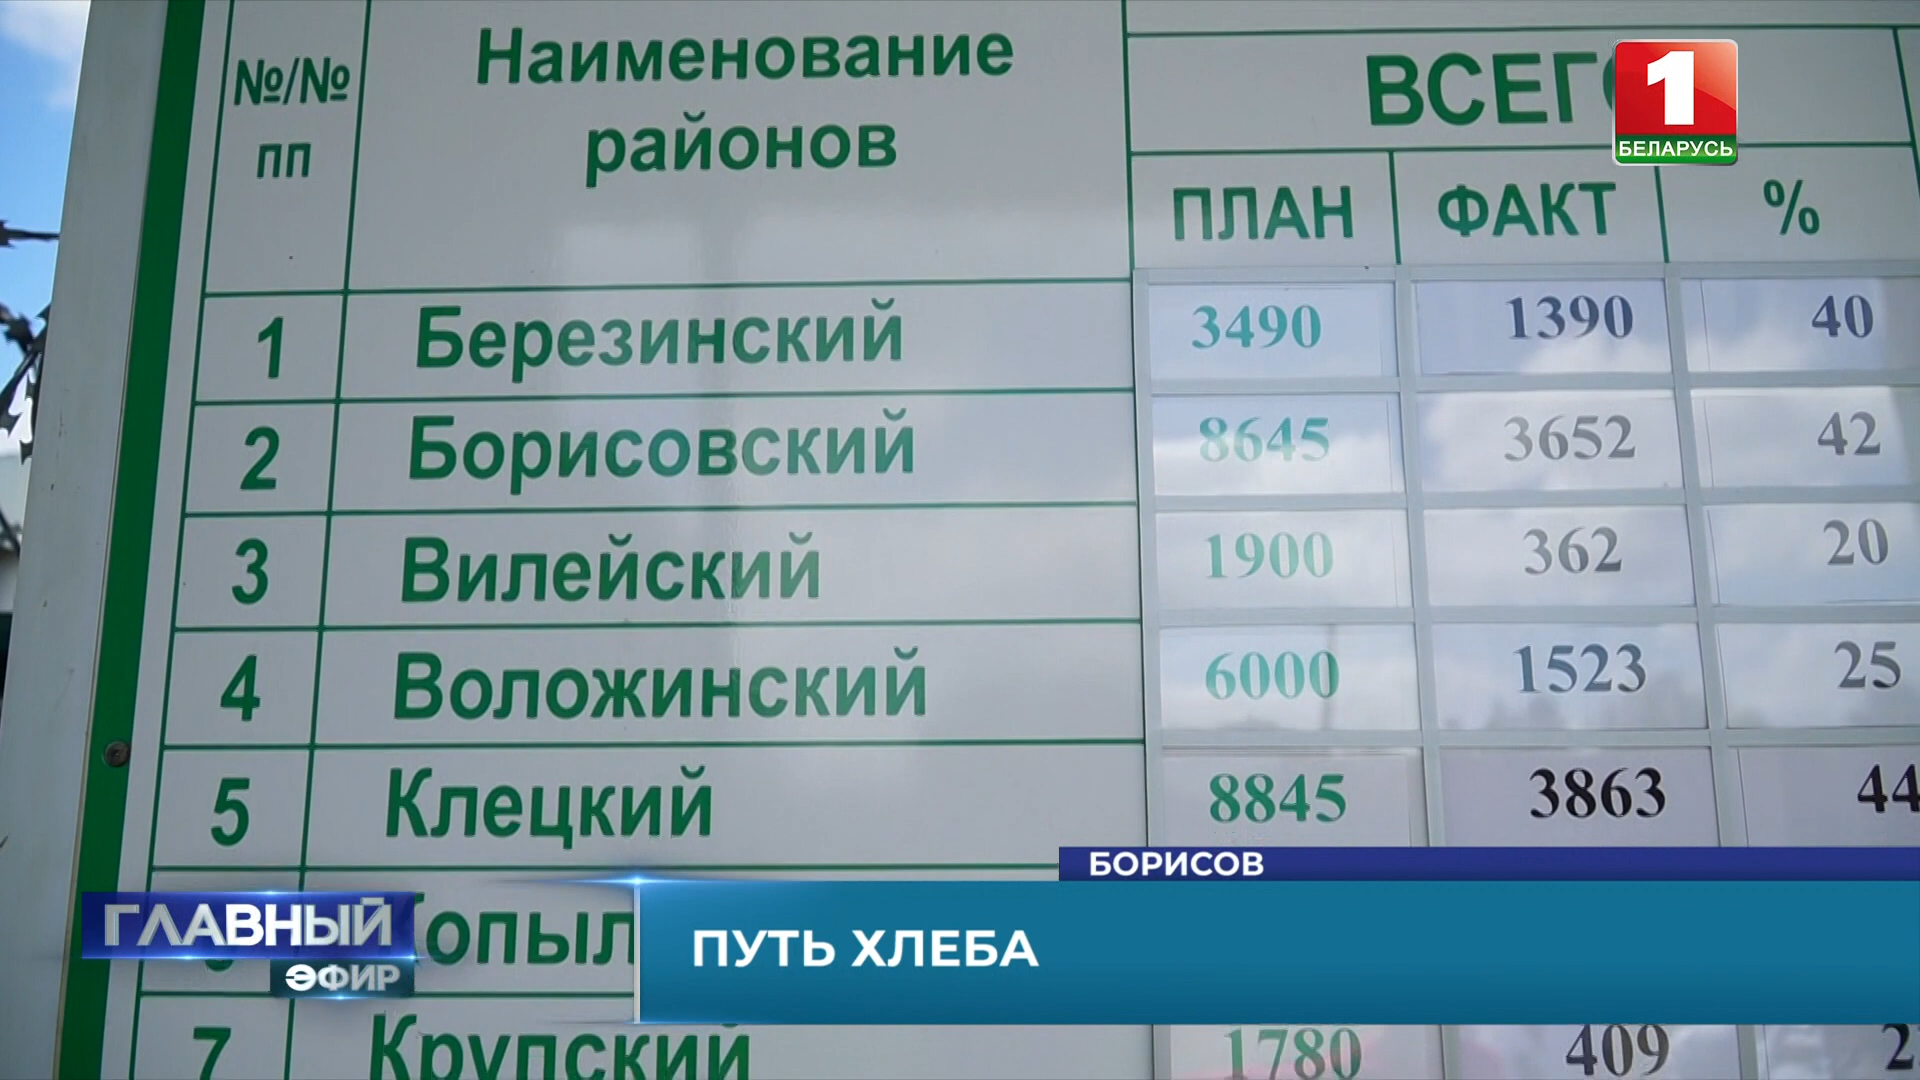 №/№ пп
Наименование районов
ВСЕГО
ПЛАН ФАКТ %
1 Березинский 3490 1390 40
2 Борисовский 8645 3652 42
3 Вилейский 1900 362 20
4 Воложинский 6000 1523 25
5 Клецкий 8845 3863 44
7 Крупский 1780 409
1
БЕЛАРУСЬ
БОРИСОВ
ПУТЬ ХЛЕБА
ГЛАВНЫЙ
ЭФИР